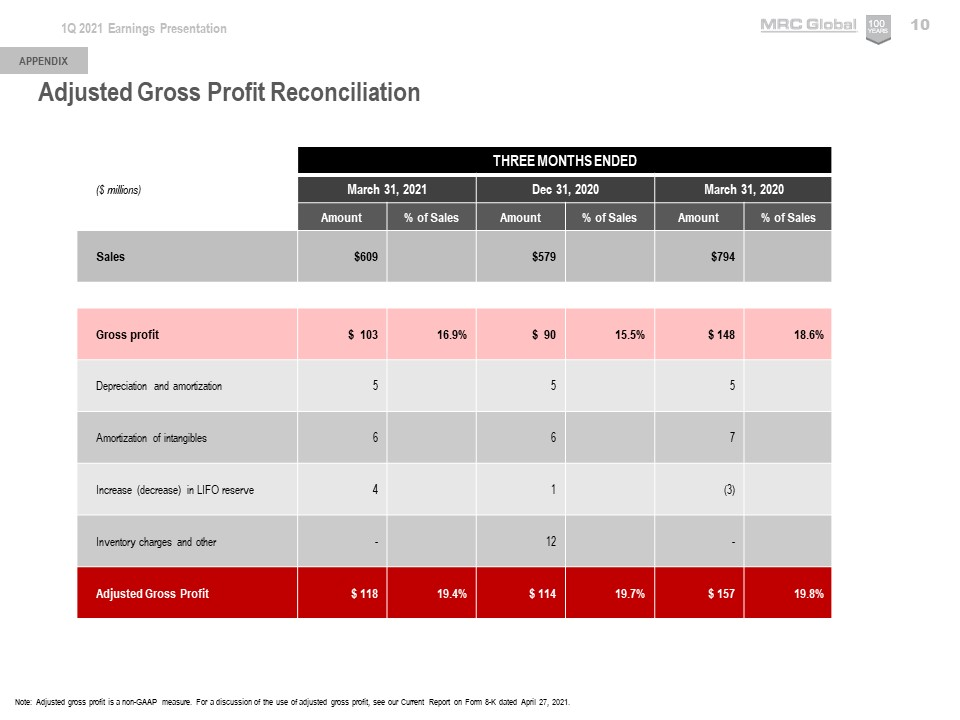 1Q 2021 Earnings Presentation
MRC Global
100 YEARS
10
APPENDIX
Adjusted Gross Profit Reconciliation
THREE MONTHS ENDED
($ millions) March 31, 2021 Dec 31, 2020 March 31, 2020
Amount % of Sales Amount % of Sales Amount % of Sales
Sales $609 $579 $794
Gross profit $ 103 16.9% $ 90 15.5% $ 148 18.6%
Depreciation and amortization 5 5 5
Amortization of intangibles 6 6 7
Increase (decrease) in LIFO reserve 4 1 (3)
Inventory charges and other - 12 -
Adjusted Gross Profit $ 118 19.4% $ 114 19.7% $ 157 19.8%
Note: Adjusted gross profit is a non-GAAP measure. For a discussion of the use of adjusted gross profit, see our Current Report on Form 8-K dated April 27, 2021.